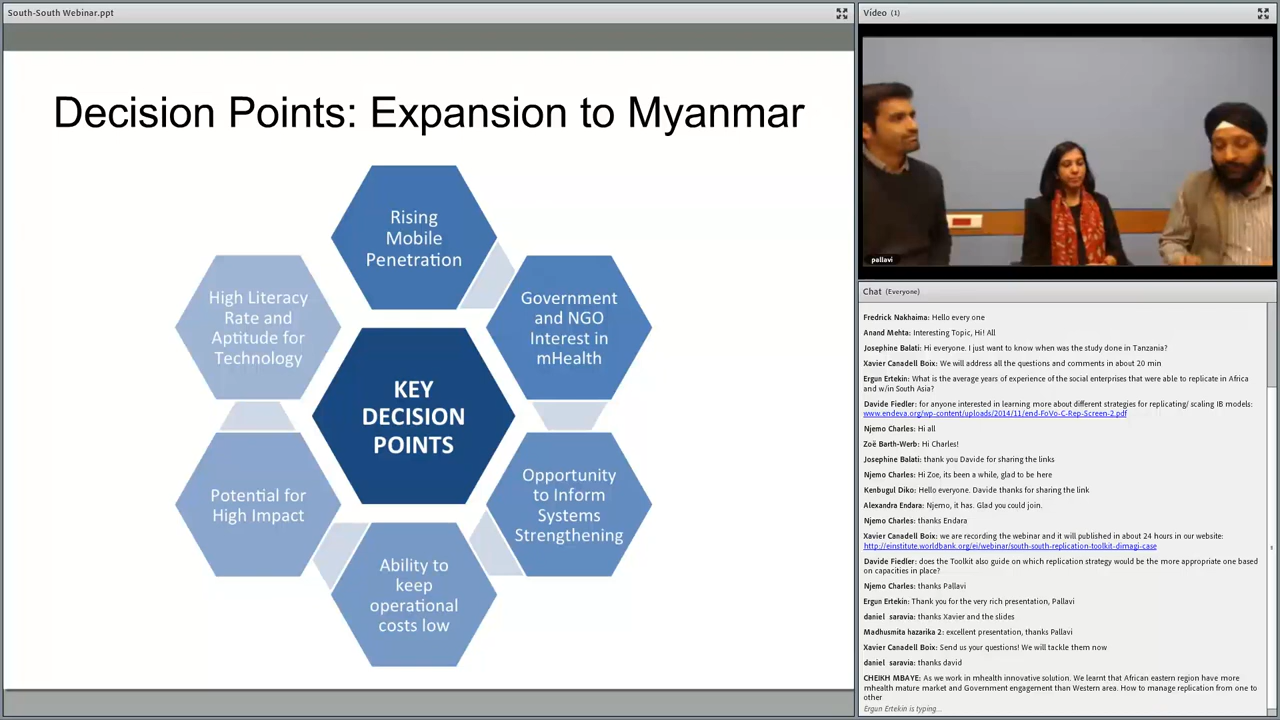 South-South Webinar.ppt
Decision Points: Expansion to Myanmar
Rising
Mobile
Penetration
Government
and NGO
Interest in
mHealth
Opportunity
to Inform
Systems
Strengthening
Ability to
keep
operational
costs low
Potential for
High Impact
High Literacy
Rate and
Aptitude for
Technology
KEY
DECISION
POINTS
Vídeo (1)
pallavi
Chat (Everyone)
Fredrick Nakhaima: Hello every one
Anand Mehta: Interesting Topic, Hi! All
Josephine Balati: Hi everyone. I just want to know when was the study done in Tanzania?
Xavier Canadell Boix: We will address all the questions and comments in about 20 min
Ergun Ertekin: What is the average years of experience of the social enterprises that were able to replicate in Africa
and w/in South Asia?
Davide Fiedler: for anyone interested in learning more about different strategies for replicating/ scaling IB models:
www.endeva.org/wp-content/uploads/2014/11/end-FoVo-C-Rep-Screen-2.pdf
Njemo Charles: Hi all
Zoë Barth-Werb: Hi Charles!
Josephine Balati: thank you Davide for sharing the links
Njemo Charles: Hi Zoe, its been a while, glad to be here
Kenbugul Diko: Hello everyone. Davide thanks for sharing the link
Alexandra Endara: Njemo, it has. Glad you could join.
Njemo Charles: thanks Endara
Xavier Canadell Boix: we are recording the webinar and it will published in about 24 hours in our website:
http://einstitute.worldbank.org/ei/webinar/south-south-replication-toolkit-dimagi-case
Davide Fiedler: does the Toolkit also guide on which replication strategy would be the more appropriate one based
on capacities in place?
Njemo Charles: thanks Pallavi
Ergun Ertekin: Thank you for the very rich presentation, Pallavi
daniel saravia: thanks Xavier and the slides
Madhusmita hazarika 2: excellent presentation, thanks Pallavi
Xavier Canadell Boix: Send us your questions! We will tackle them now
daniel saravia: thanks david
CHEIKH MBAYE: As we work in mhealth innovative solution. We learnt that African eastern region have more
mhealth mature market and Government engagement than Western area. How to manage replication from one to
other
Ergun Ertekin is typing...